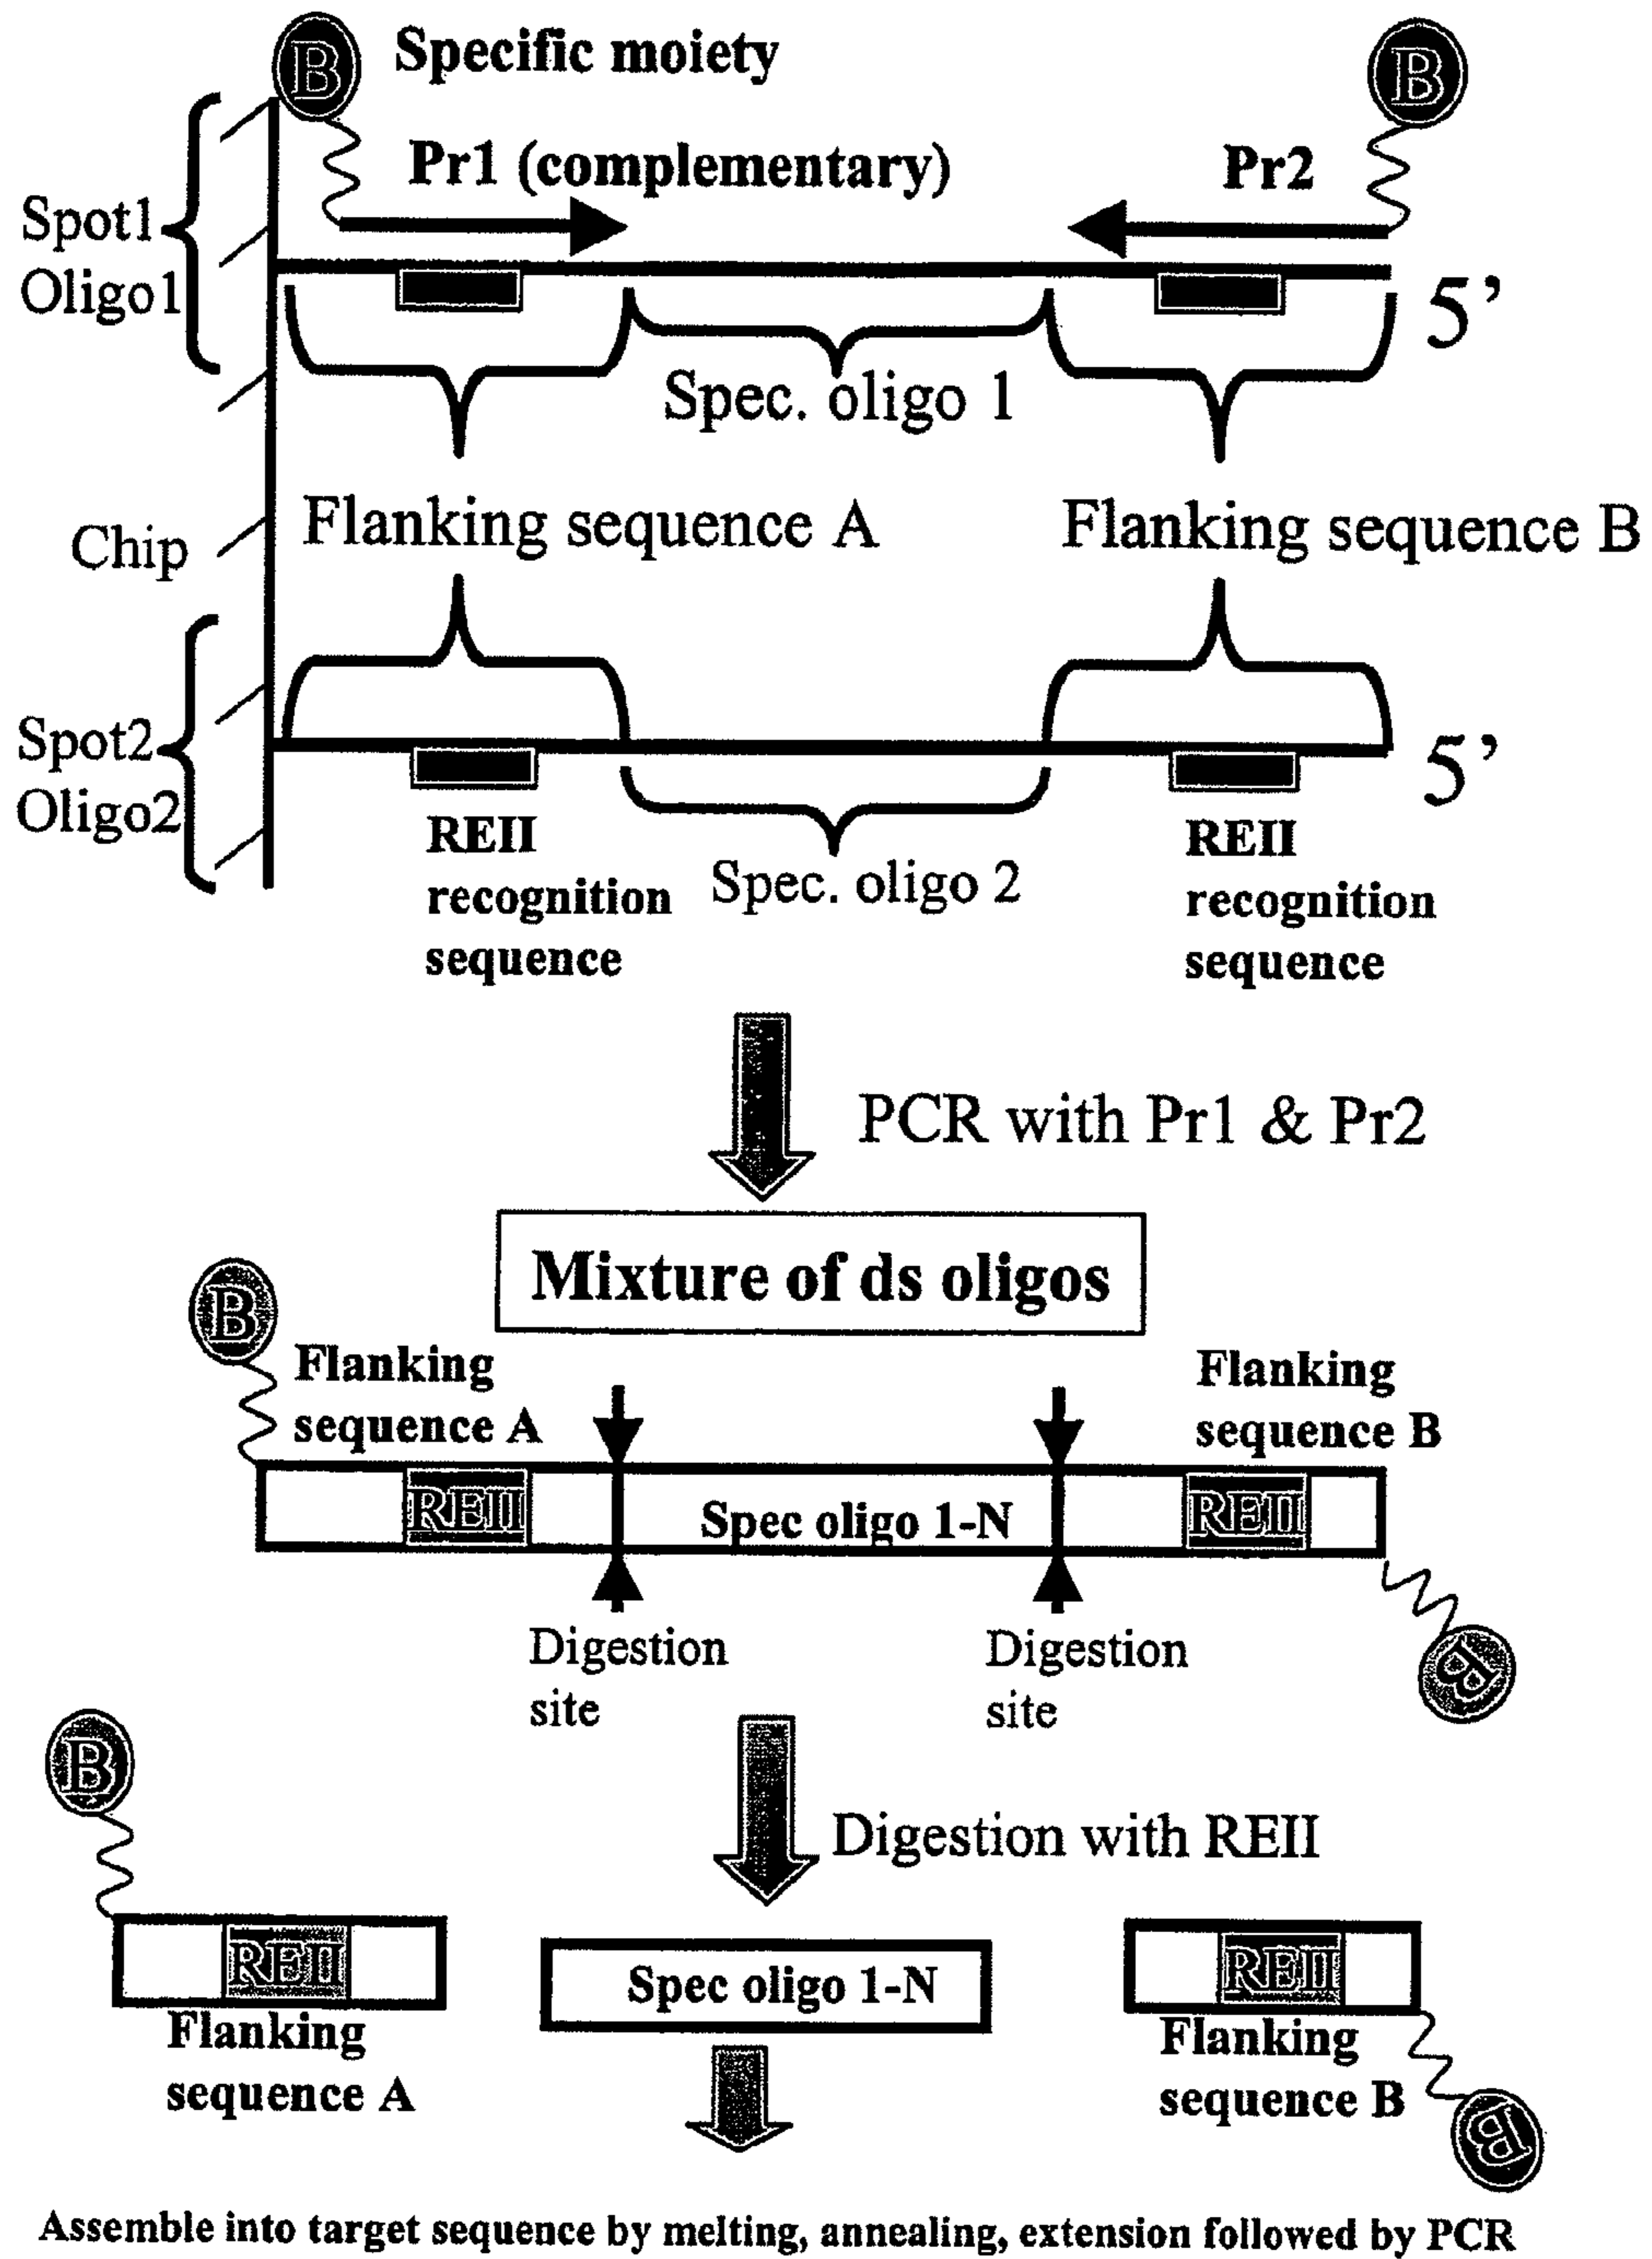 B
Specific moiety
B
Pr1 (complementary)
Pr2
Spot1
Oligo1
5’
Spec. oligo 1
Flanking sequence A
Flanking sequence B
Chip
Spot2
Oligo2
5’
REII
recognition
sequence
Spec. oligo 2
REII
recognition
sequence
PCR with Pr1 & Pr2
Mixture of ds oligos
B
Flanking
sequence A
Flanking
sequence B
REII
Spec oligo 1-N
REII
Digestion
site
Digestion
site
B
B
Digestion with REII
REII
Flanking
sequence A
Spec oligo 1-N
REII
Flanking
sequence B
B
Assemble into target sequence by melting, annealing, extension followed by PCR